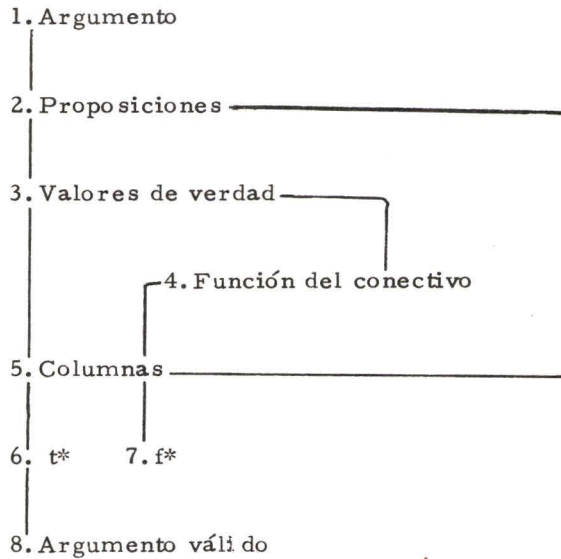 1. Argumento
2. Proposiciones
3. Valores de verdad
4. Función del conectivo
5. Columnas
6. t* 7. f*
8. Argumento válido